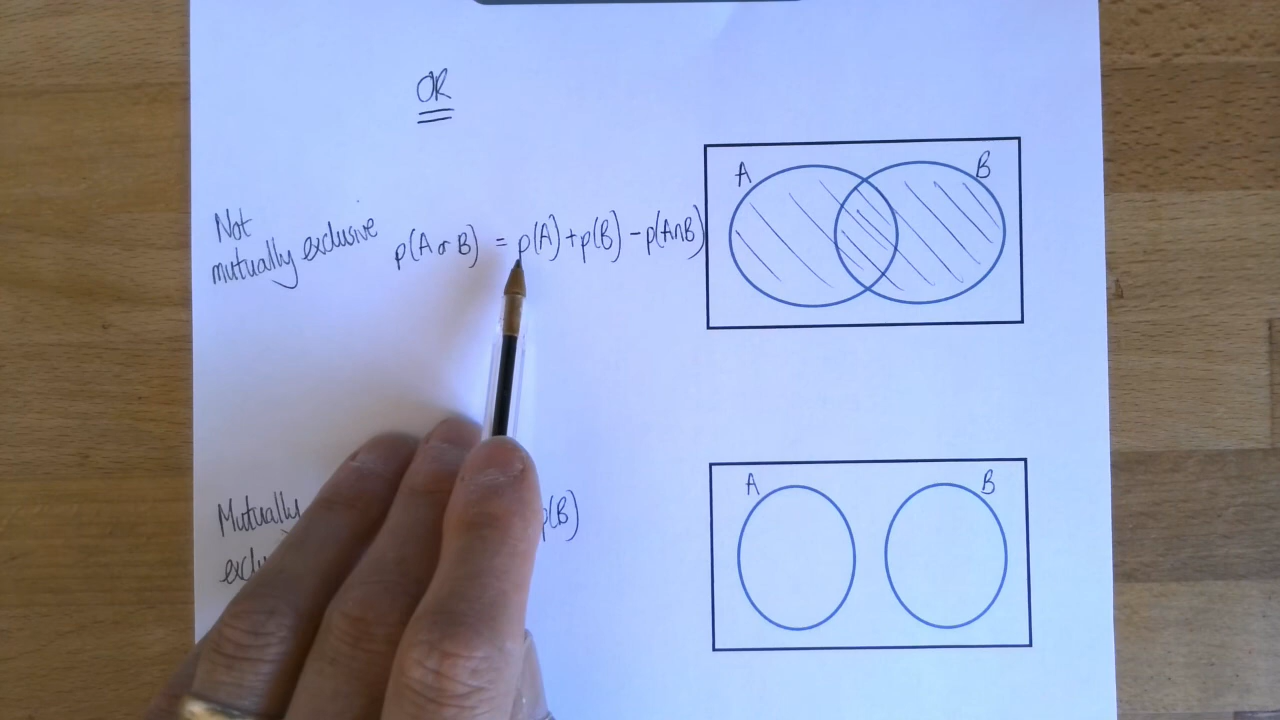 OR
Not
mutually exclusive
p(A or B) = p(A) + p(B) - p(A∩B)
A
B
Mutually
p(B)
A
B